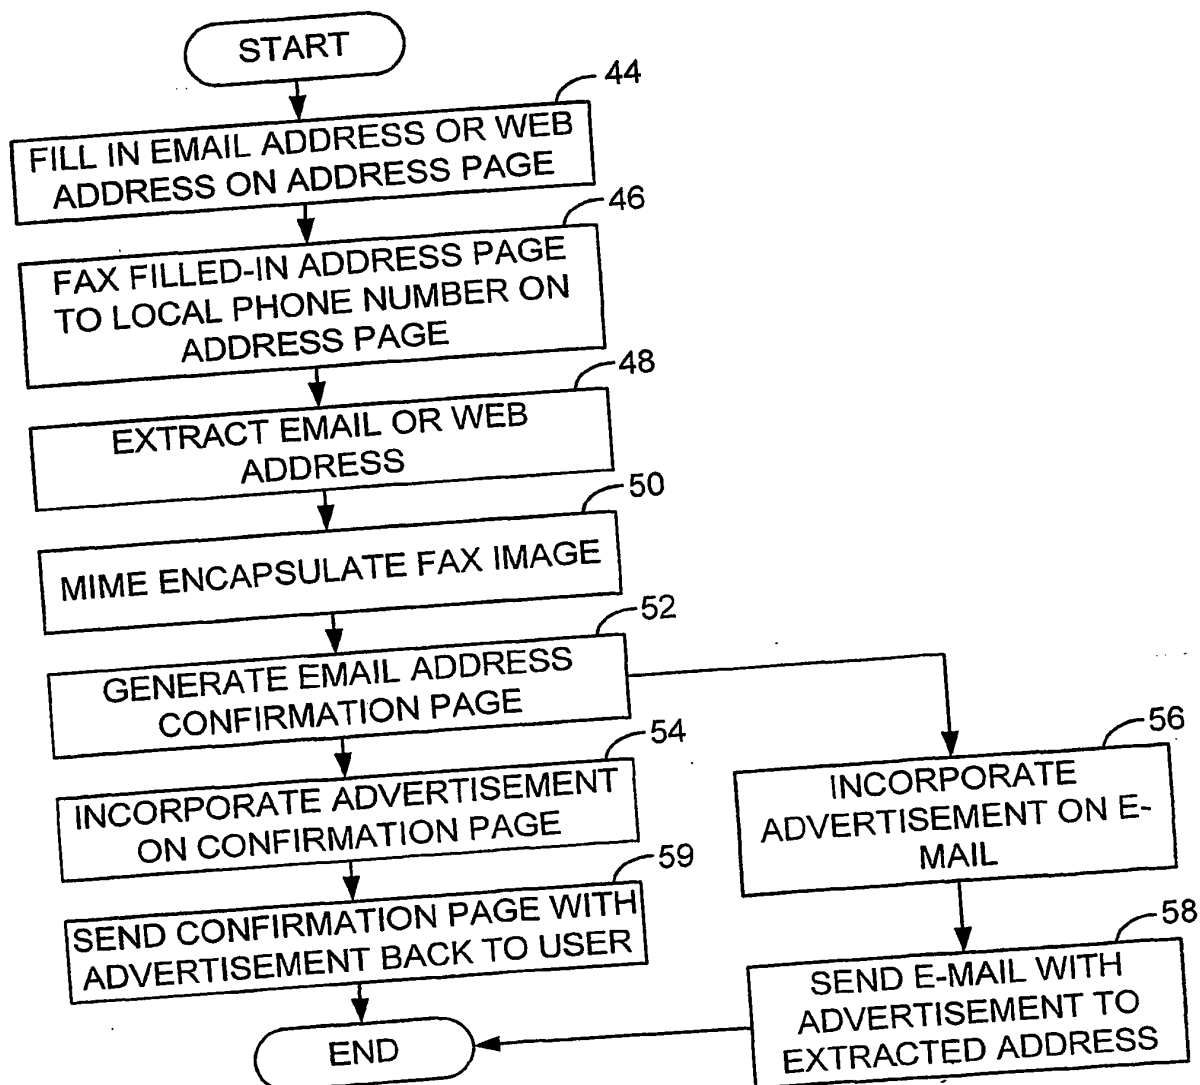 START
44
FILL IN EMAIL ADDRESS OR WEB
ADDRESS ON ADDRESS PAGE
46
FAX FILLED-IN ADDRESS PAGE
TO LOCAL PHONE NUMBER ON
ADDRESS PAGE
48
EXTRACT EMAIL OR WEB
ADDRESS
50
MIME ENCAPSULATE FAX IMAGE
52
GENERATE EMAIL ADDRESS
CONFIRMATION PAGE
54
INCORPORATE ADVERTISEMENT
ON CONFIRMATION PAGE
59
SEND CONFIRMATION PAGE WITH
ADVERTISEMENT BACK TO USER
56
INCORPORATE
ADVERTISEMENT ON E-
MAIL
58
SEND E-MAIL WITH
ADVERTISEMENT TO
EXTRACTED ADDRESS
END